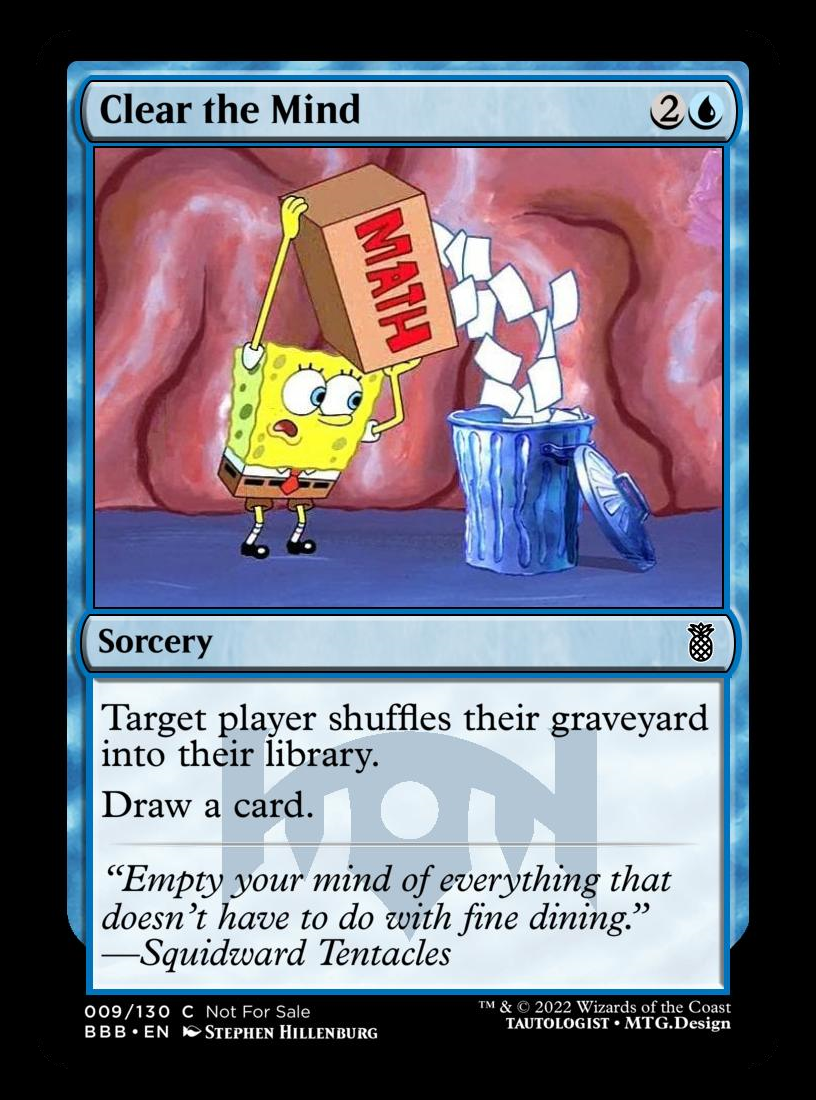 Clear the Mind 2
MATH
Sorcery
Target player shuffles their graveyard
into their library.
Draw a card.
“Empty your mind of everything that
doesn’t have to do with fine dining.”
—Squidward Tentacles
009/130 C Not For Sale
BBB • EN STEPHEN HILLENBURG
™ & © 2022 Wizards of the Coast
TAUTOLOGIST • MTG.Design